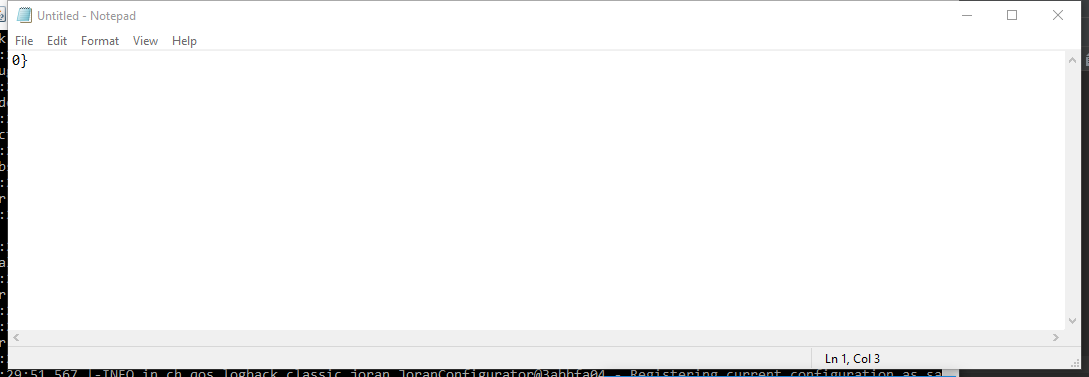 Untitled - Notepad
File Edit Format View Help
0}
Ln 1, Col 3
:29:51,567 |-INFO in ch.qos.logback.classic.joran.JoranConfigurator@3abbfa04 - Registering current configuration as sa